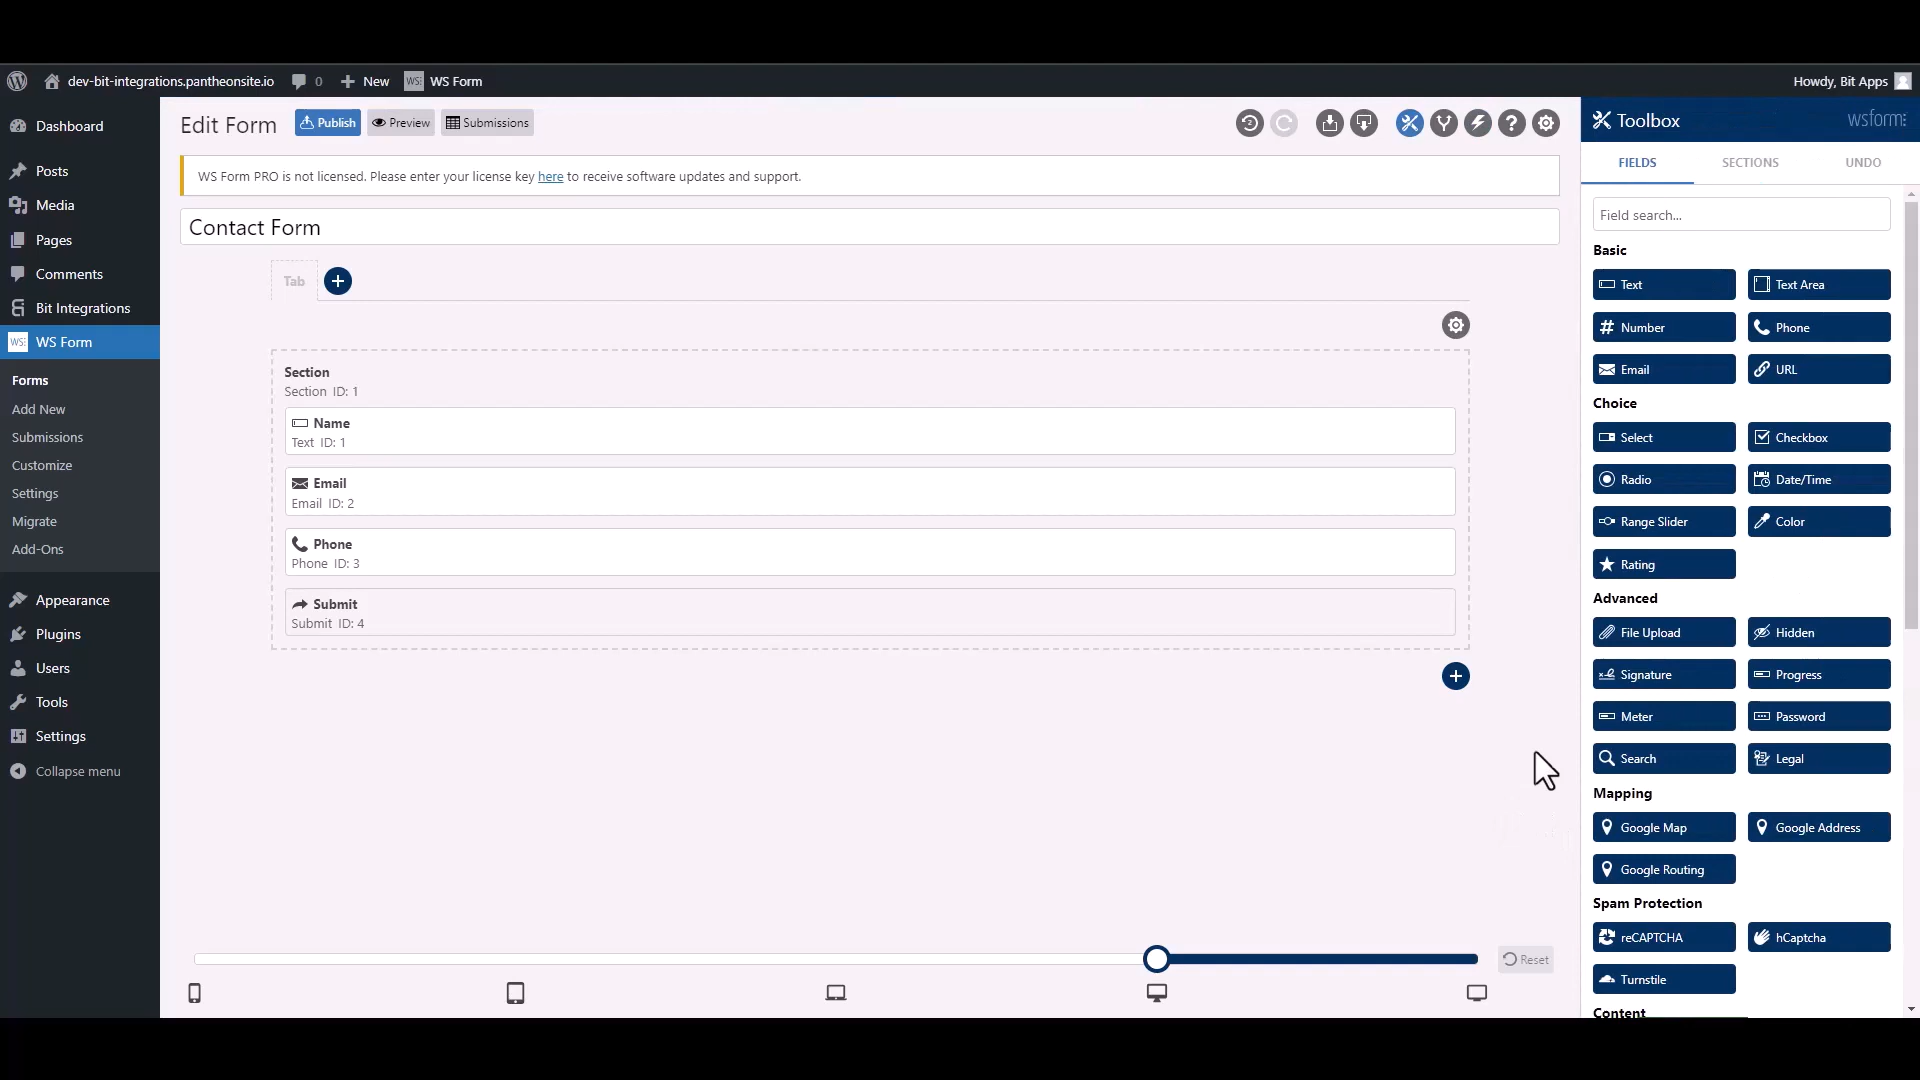 dev-bit-integrations.pantheonsite.io
0
New
WS Form
Howdy, Bit Apps
Dashboard
Posts
Media
Pages
Comments
Bit Integrations
WS Form
Forms
Add New
Submissions
Customize
Settings
Migrate
Add-Ons
Appearance
Plugins
Users
Tools
Settings
Collapse menu
Edit Form
Publish
Preview
Submissions
WS Form PRO is not licensed. Please enter your license key here to receive software updates and support.
Contact Form
Tab
Section
Section ID: 1
Name
Text ID: 1
Email
Email ID: 2
Phone
Phone ID: 3
Submit
Submit ID: 4
Reset
Toolbox
wsform
FIELDS
SECTIONS
UNDO
Field search...
Basic
Text
Text Area
Number
Phone
Email
URL
Choice
Select
Checkbox
Radio
Date/Time
Range Slider
Color
Rating
Advanced
File Upload
Hidden
Signature
Progress
Meter
Password
Search
Legal
Mapping
Google Map
Google Address
Google Routing
Spam Protection
reCAPTCHA
hCaptcha
Turnstile
Content